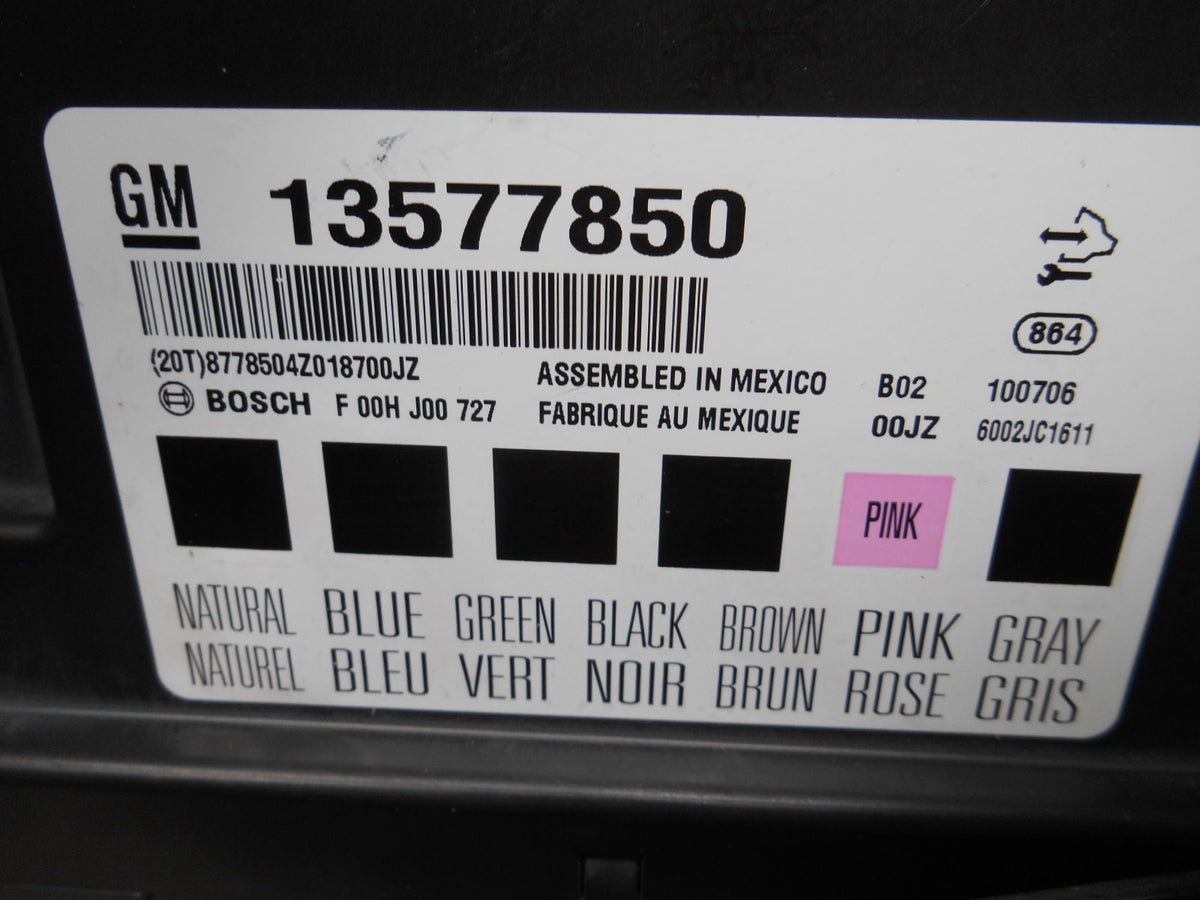 GM 13577850
864
(20T)8778504Z018700JZ ASSEMBLED IN MEXICO B02 100706
BOSCH F 00H J00 727 FABRIQUE AU MEXIQUE 00JZ 6002JC1611
PINK
NATURAL BLUE GREEN BLACK BROWN PINK GRAY
NATUREL BLEU VERT NOIR BRUN ROSE GRIS